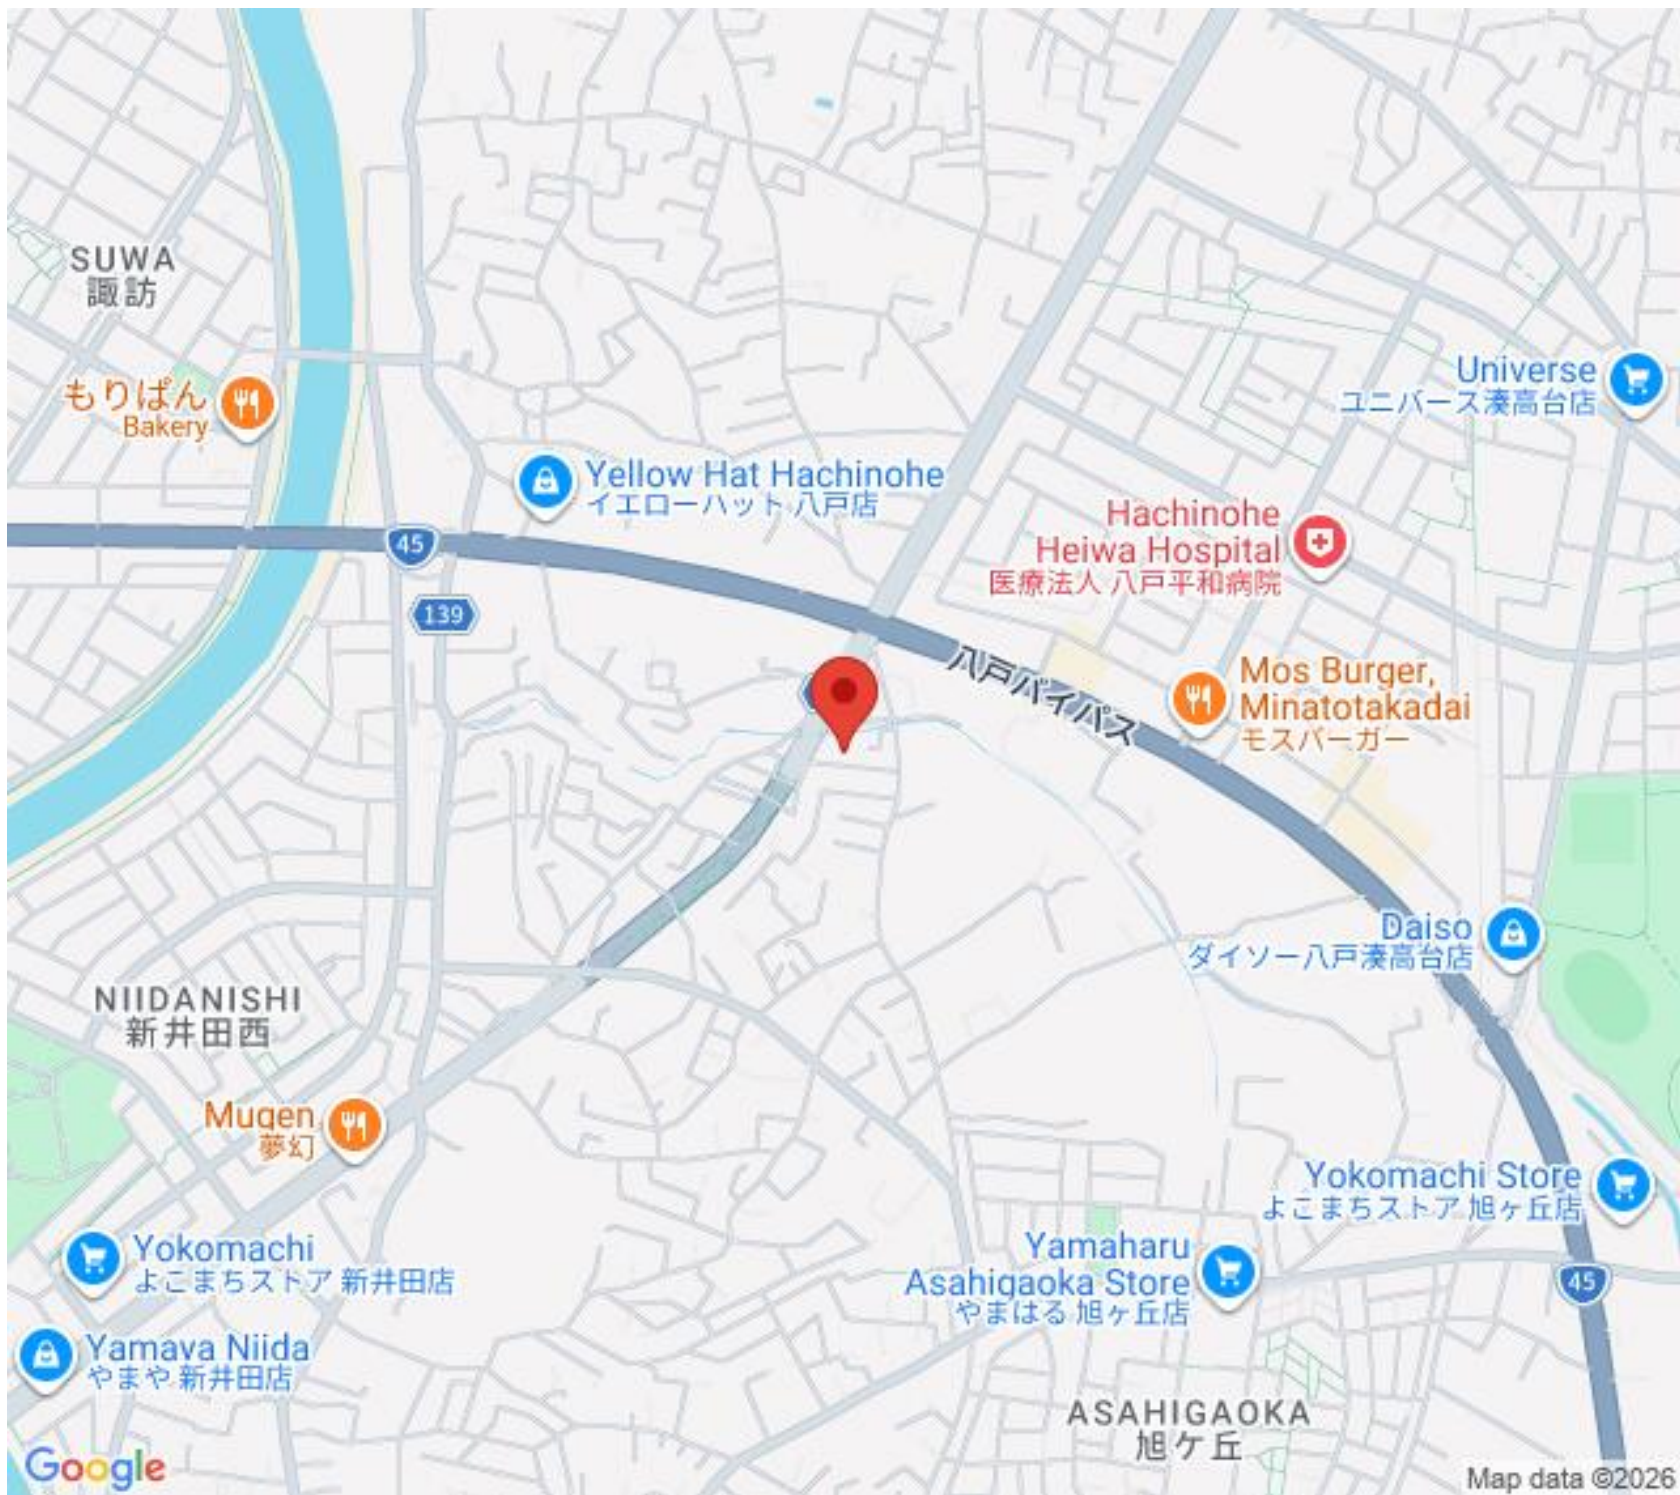 SUWA
諏訪
もりぱん
Bakery
Universe
ユニバース湊高台店
Yellow Hat Hachinohe
イエローハット 八戸店
Hachinohe
Heiwa Hospital
医療法人 八戸平和病院
45
139
八戸バイパス
Mos Burger,
Minatotakadai
モスバーガー
Daiso
ダイソー八戸湊高台店
NIIDANISHI
新井田西
Mugen
夢幻
Yokomachi Store
よこまちストア 旭ヶ丘店
Yokomachi
よこまちストア 新井田店
Yamaharu
Asahigaoka Store
やまはる 旭ヶ丘店
45
Yamaya Niida
やまや 新井田店
ASAHIGAOKA
旭ケ丘
Google
Map data ©2026